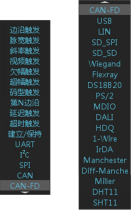 边沿触发
脉宽触发
斜率触发
视频触发
欠幅触发
超幅触发
码型触发
第N边沿
延迟触发
超时触发
建立/保持
UART
I²C
SPI
CAN
CAN-FD
CAN-FD
USB
LIN
SD_SPI
SD_SD
Wiegand
Flexray
DS18B20
PS/2
MDIO
DALI
HDQ
1-Wire
IrDA
Manchester
Diff-Manche
Miller
DHT11
SHT11